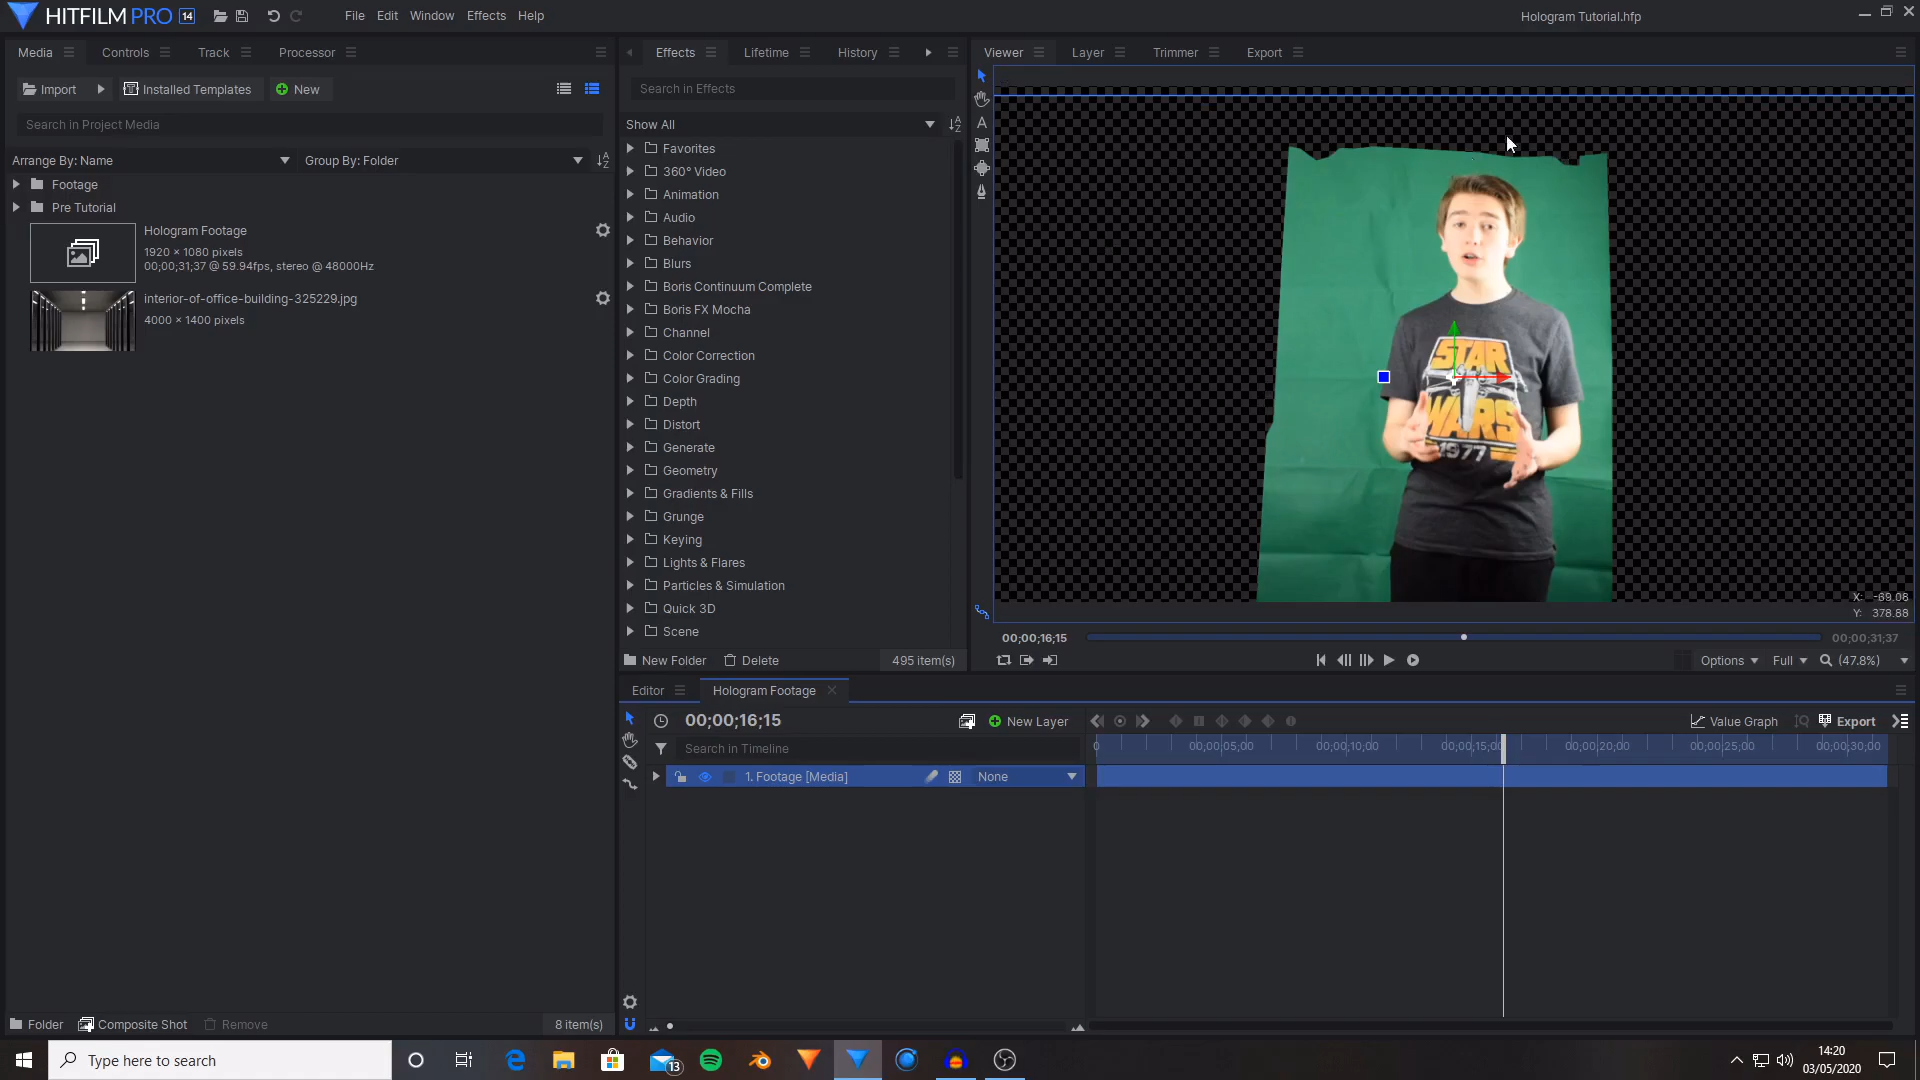 HITFILM PRO 14
File Edit Window Effects Help
Hologram Tutorial.hfp
Media Controls Track Processor
Effects Lifetime History
Viewer Layer Trimmer Export
Import Installed Templates New
Search in Project Media
Arrange By: Name Group By: Folder
Footage
Pre Tutorial
Hologram Footage
1920 × 1080 pixels
00;00;31;37 @ 59.94fps, stereo @ 48000Hz
interior-of-office-building-325229.jpg
4000 × 1400 pixels
Folder Composite Shot Remove 8 item(s)
Search in Effects
Show All
Favorites
360° Video
Animation
Audio
Behavior
Blurs
Boris Continuum Complete
Boris FX Mocha
Channel
Color Correction
Color Grading
Depth
Distort
Generate
Geometry
Gradients & Fills
Grunge
Keying
Lights & Flares
Particles & Simulation
Quick 3D
Scene
New Folder Delete 495 item(s)
STAR
WARS
1977
X: -69.08
Y: 378.88
00;00;16;15 00;00;31;37
Options Full (47.8%)
Editor Hologram Footage
00;00;16;15 New Layer Value Graph Export
Search in Timeline
0 00;00;05;00 00;00;10;00 00;00;15;00 00;00;20;00 00;00;25;00 00;00;30;00
1. Footage [Media] None
Type here to search
13
14:20
03/05/2020